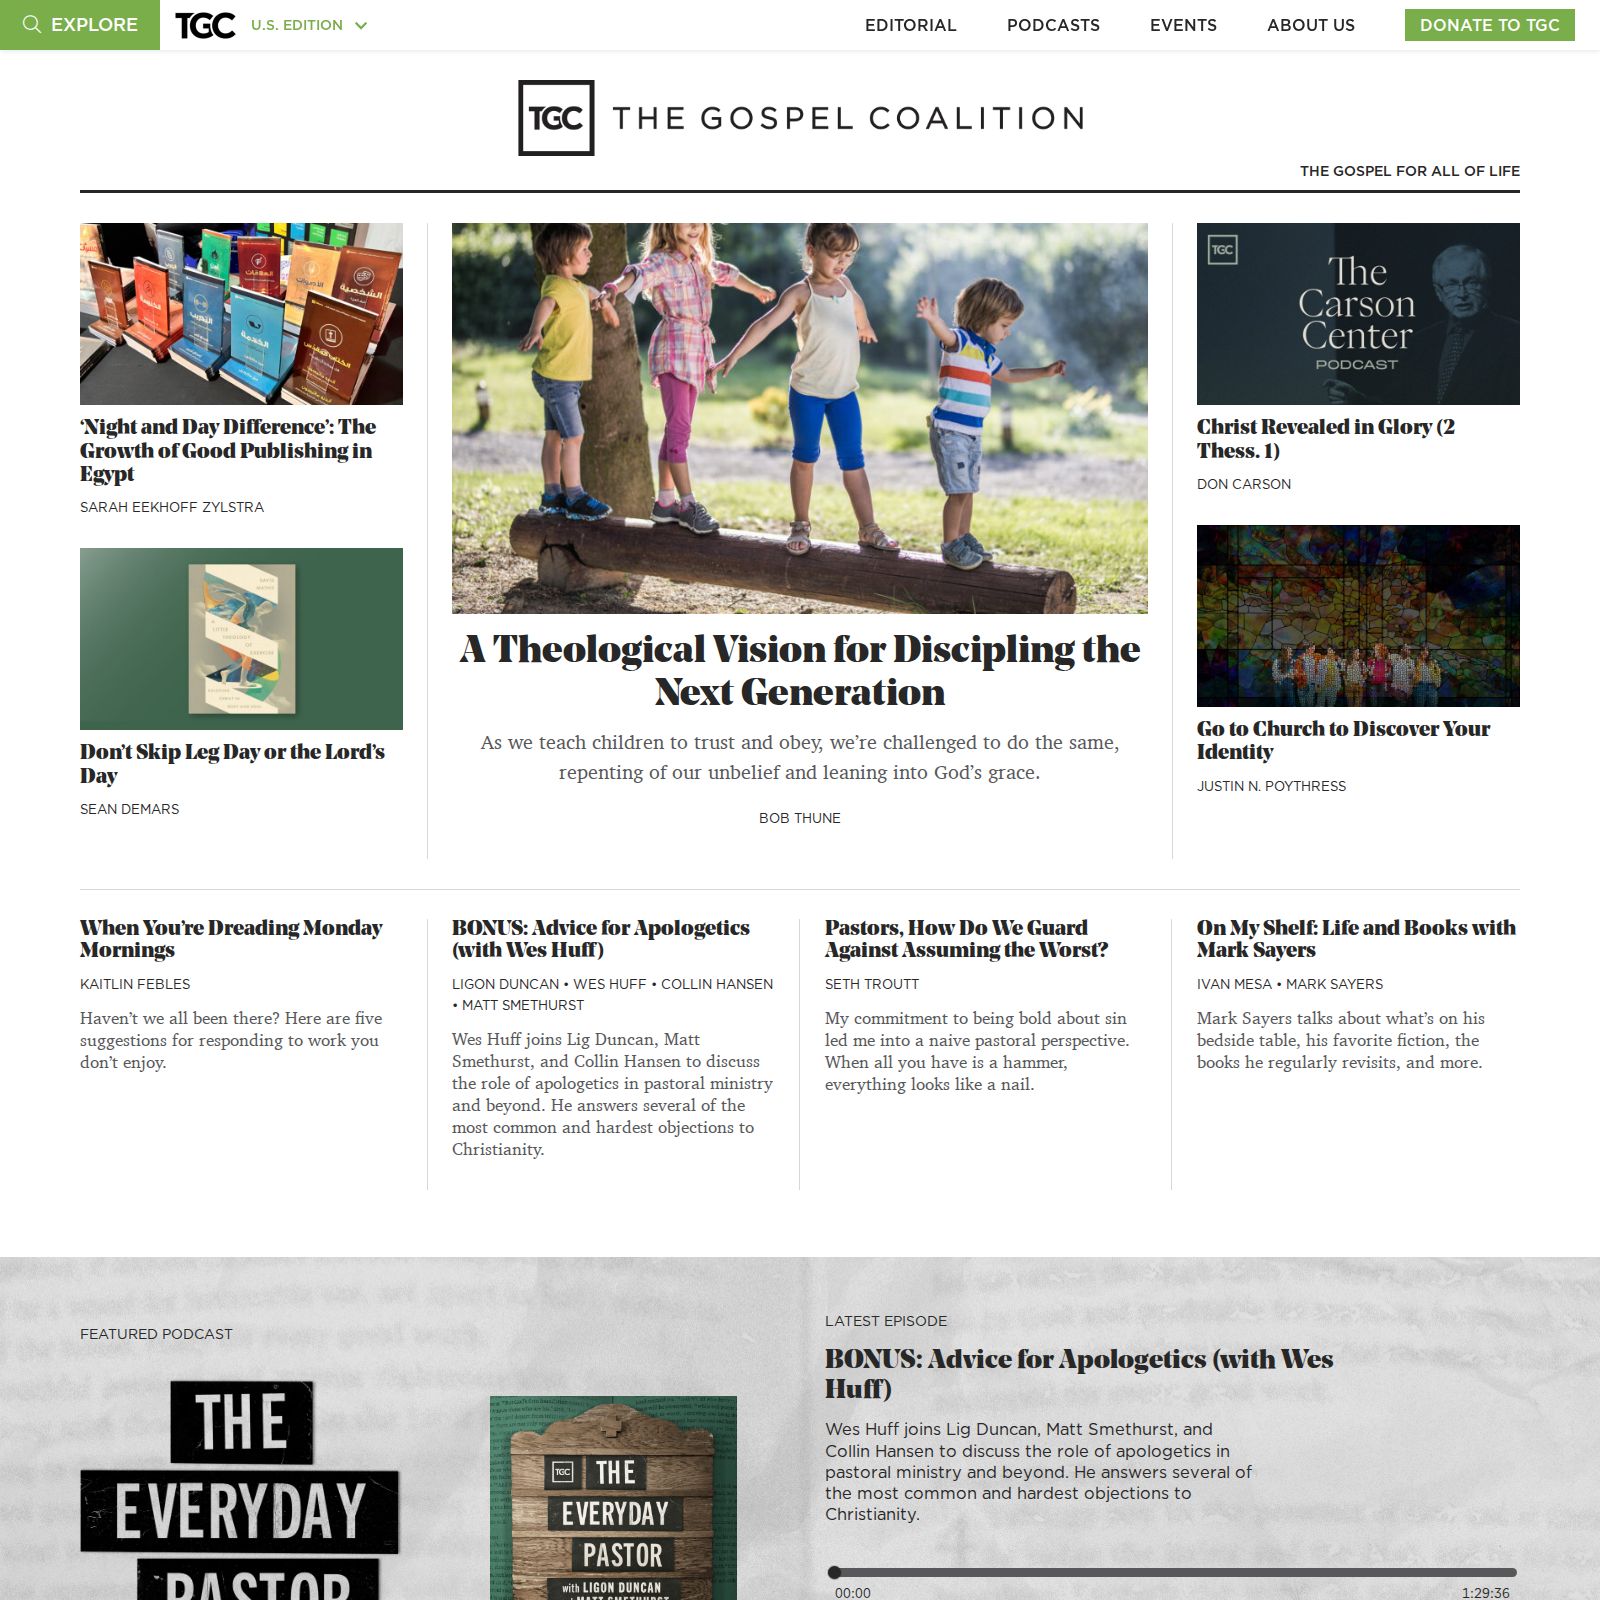 EXPLORE
TGC
U.S. EDITION
EDITORIAL
PODCASTS
EVENTS
ABOUT US
DONATE TO TGC
TGC THE GOSPEL COALITION
THE GOSPEL FOR ALL OF LIFE
‘Night and Day Difference’: The
Growth of Good Publishing in
Egypt
SARAH EEKHOFF ZYLSTRA
Don’t Skip Leg Day or the Lord’s
Day
SEAN DEMARS
A Theological Vision for Discipling the
Next Generation
As we teach children to trust and obey, we’re challenged to do the same,
repenting of our unbelief and leaning into God’s grace.
BOB THUNE
TGC
The
Carson
Center
PODCAST
Christ Revealed in Glory (2
Thess. 1)
DON CARSON
Go to Church to Discover Your
Identity
JUSTIN N. POYTHRESS
When You’re Dreading Monday
Mornings
KAITLIN FEBLES
Haven’t we all been there? Here are five
suggestions for responding to work you
don’t enjoy.
BONUS: Advice for Apologetics
(with Wes Huff)
LIGON DUNCAN • WES HUFF • COLLIN HANSEN
• MATT SMETHURST
Wes Huff joins Lig Duncan, Matt
Smethurst, and Collin Hansen to discuss
the role of apologetics in pastoral ministry
and beyond. He answers several of the
most common and hardest objections to
Christianity.
Pastors, How Do We Guard
Against Assuming the Worst?
SETH TROUTT
My commitment to being bold about sin
led me into a naive pastoral perspective.
When all you have is a hammer,
everything looks like a nail.
On My Shelf: Life and Books with
Mark Sayers
IVAN MESA • MARK SAYERS
Mark Sayers talks about what’s on his
bedside table, his favorite fiction, the
books he regularly revisits, and more.
FEATURED PODCAST
THE
EVERYDAY
PASTOR
TGC THE
EVERYDAY
PASTOR
with LIGON DUNCAN
LATEST EPISODE
BONUS: Advice for Apologetics (with Wes
Huff)
Wes Huff joins Lig Duncan, Matt Smethurst, and
Collin Hansen to discuss the role of apologetics in
pastoral ministry and beyond. He answers several of
the most common and hardest objections to
Christianity.
00:00
1:29:36